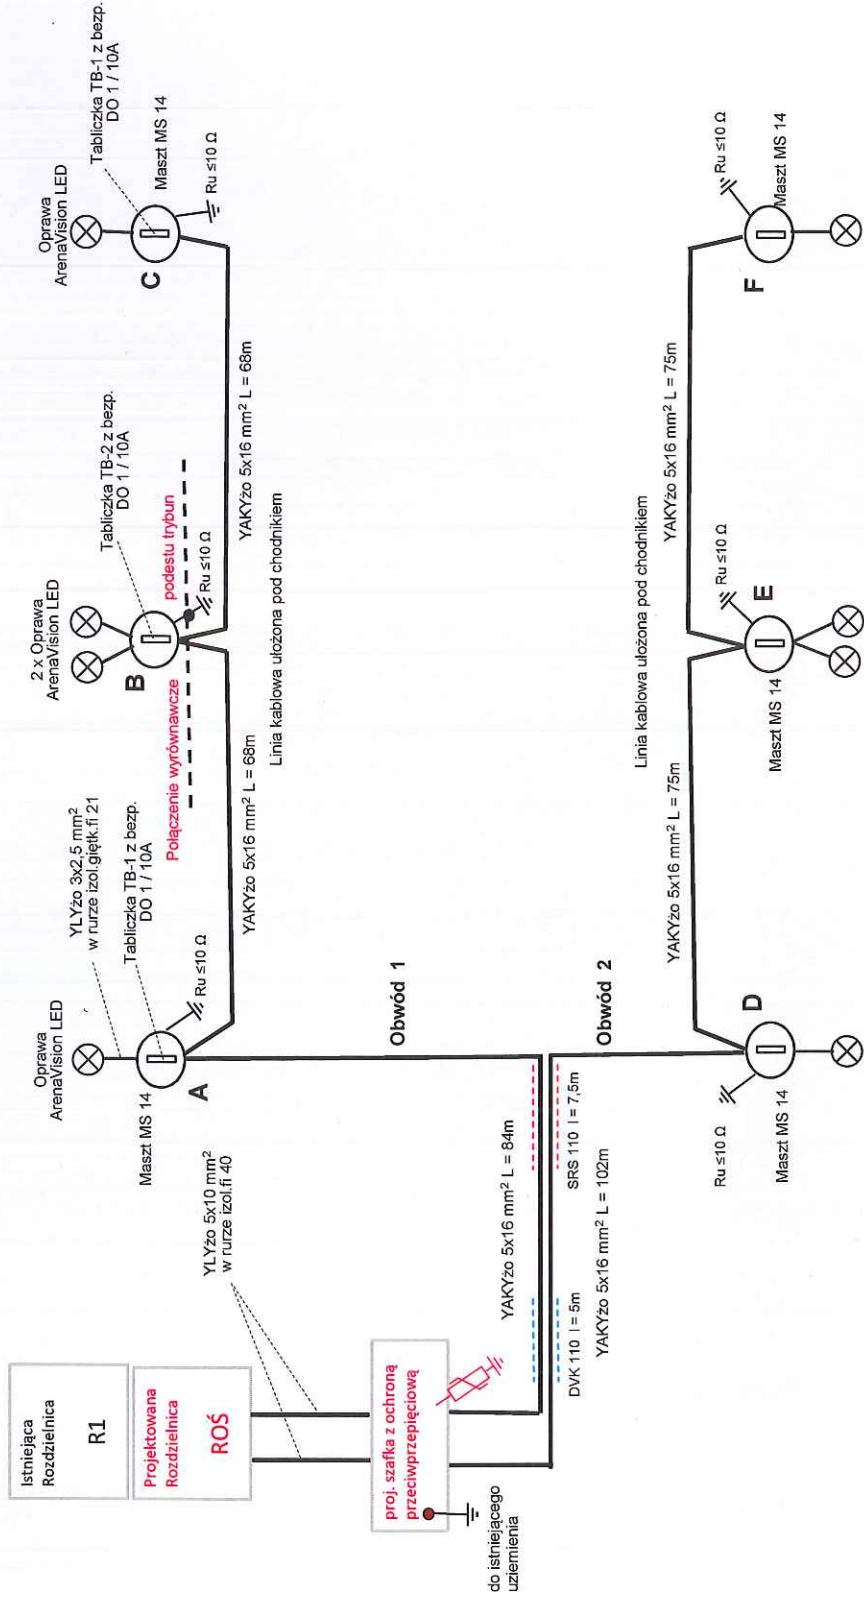 Istniejąca
Rozdzielnica
R1
Projektowana
Rozdzielnica
ROŚ
YLYżo 5x10 mm²
w rurze izol.fi 40
proj. szafka z ochroną
przeciwprzepięciową
do istniejącego
uziemienia
Oprawa
ArenaVision LED
YLYżo 3x2,5 mm²
w rurze izol.giętk.fi 21
Tabliczka TB-1 z bezp.
DO 1 / 10A
Maszt MS 14
A
Ru ≤10 Ω
2 x Oprawa
ArenaVision LED
Tabliczka TB-2 z bezp.
DO 1 / 10A
B
Połączenie wyrównawcze
podestu trybun
Ru ≤10 Ω
Oprawa
ArenaVision LED
Tabliczka TB-1 z bezp.
DO 1 / 10A
Maszt MS 14
C
Ru ≤10 Ω
YAKYżo 5x16 mm² L = 68m
YAKYżo 5x16 mm² L = 68m
Linia kablowa ułożona pod chodnikiem
Obwód 1
YAKYżo 5x16 mm² L = 84m
DVK 110 l = 5m
SRS 110 l = 7,5m
YAKYżo 5x16 mm² L = 102m
Obwód 2
Linia kablowa ułożona pod chodnikiem
YAKYżo 5x16 mm² L = 75m
YAKYżo 5x16 mm² L = 75m
Ru ≤10 Ω
D
Maszt MS 14
Ru ≤10 Ω
E
Maszt MS 14
Ru ≤10 Ω
F
Maszt MS 14